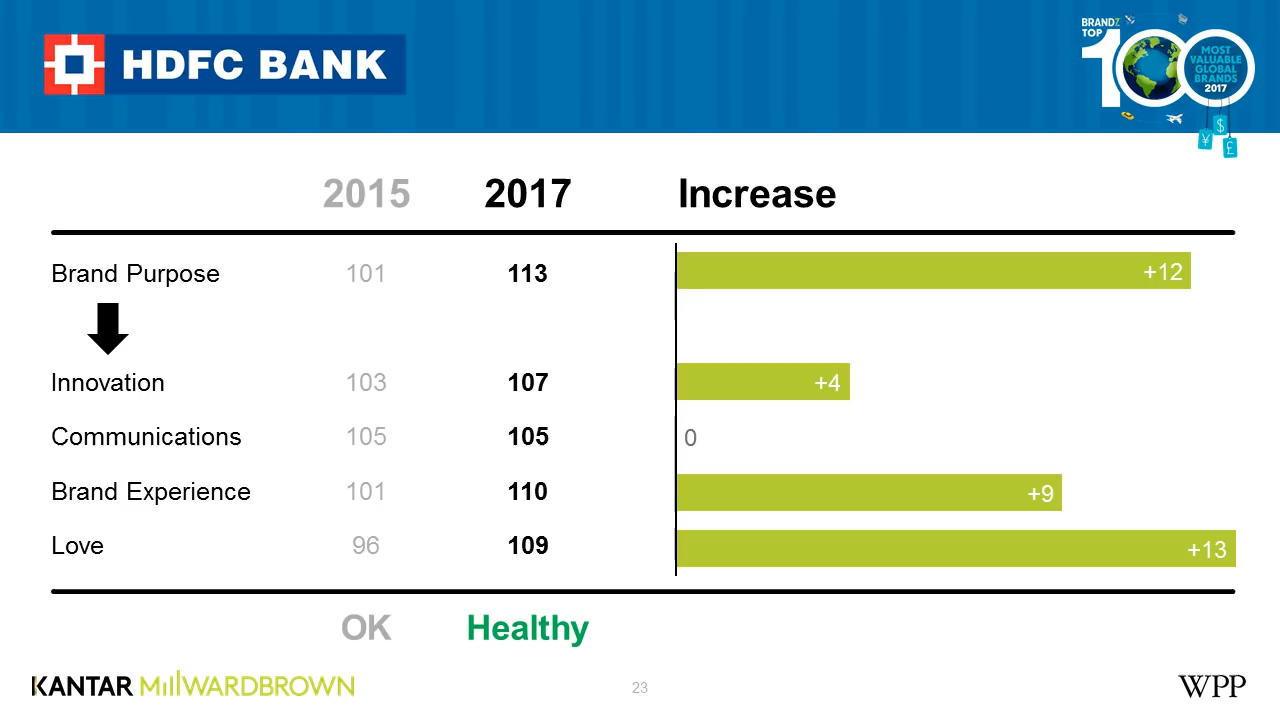 HDFC BANK
BRANDZ
TOP
100
MOST
VALUABLE
GLOBAL
BRANDS
2017
¥ $ £
2015 2017 Increase
Brand Purpose 101 113 +12
Innovation 103 107 +4
Communications 105 105 0
Brand Experience 101 110 +9
Love 96 109 +13
OK Healthy
KANTAR MILLWARDBROWN 23 WPP